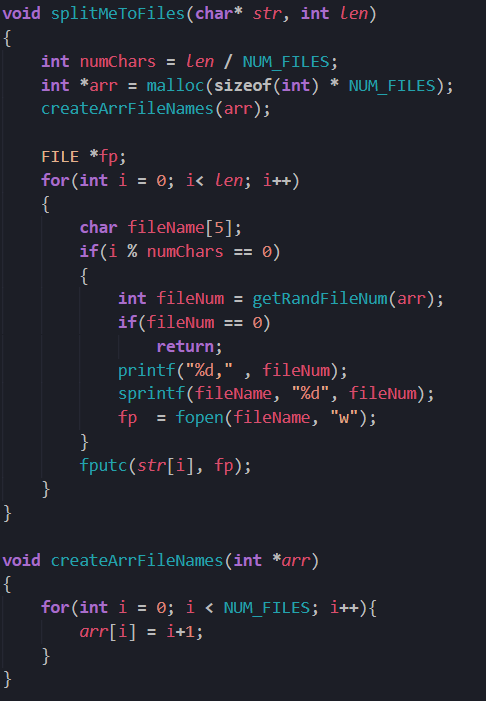 void splitMeToFiles(char* str, int len)
{
    int numChars = len / NUM_FILES;
    int *arr = malloc(sizeof(int) * NUM_FILES);
    createArrFileNames(arr);

    FILE *fp;
    for(int i = 0; i< len; i++)
    {
        char fileName[5];
        if(i % numChars == 0)
        {
            int fileNum = getRandFileNum(arr);
            if(fileNum == 0)
                return;
            printf("%d," , fileNum);
            sprintf(fileName, "%d", fileNum);
            fp  = fopen(fileName, "w");
        }
        fputc(str[i], fp);
    }
}

void createArrFileNames(int *arr)
{
    for(int i = 0; i < NUM_FILES; i++){
        arr[i] = i+1;
    }
}